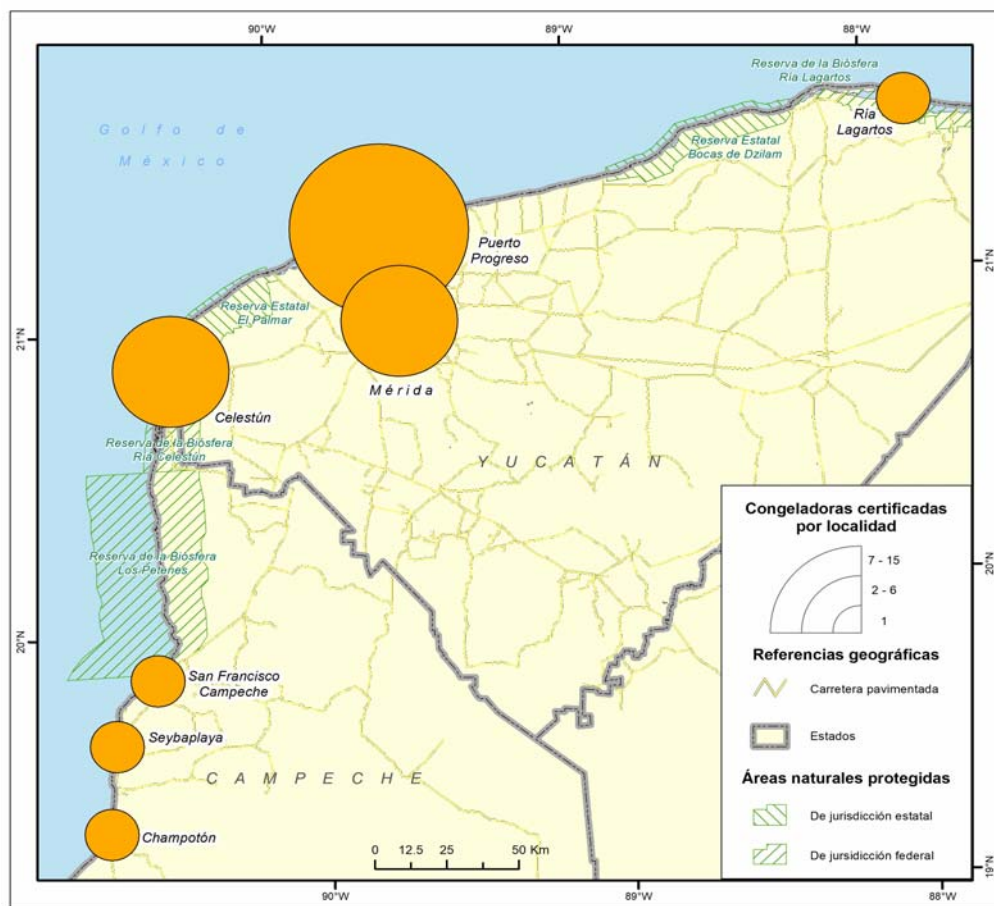 90°W
89°W
88°W
Reserva de la Biòsfera
Ría Lagartos
Ría
Lagartos
Golfo de
México
Reserva Estatal
Bocas de Dzilam
Puerto
Progreso
21°N
Reserva Estatal
El Palmar
21°N
Mérida
Celestún
Reserva de la Biósfera
Ría Celestún
YUCATÁN
Reserva de la Biósfera
Los Petenes
20°N
20°N
San Francisco
Campeche
Seybaplaya
CAMPECHE
Champotón
0 12.5 25 50 Km
19°N
90°W
89°W
88°W
Congeladoras certificadas
por localidad
7 - 15
2 - 6
1
Referencias geográficas
Carretera pavimentada
Estados
Áreas naturales protegidas
De jurisdicción estatal
De jursidicción federal